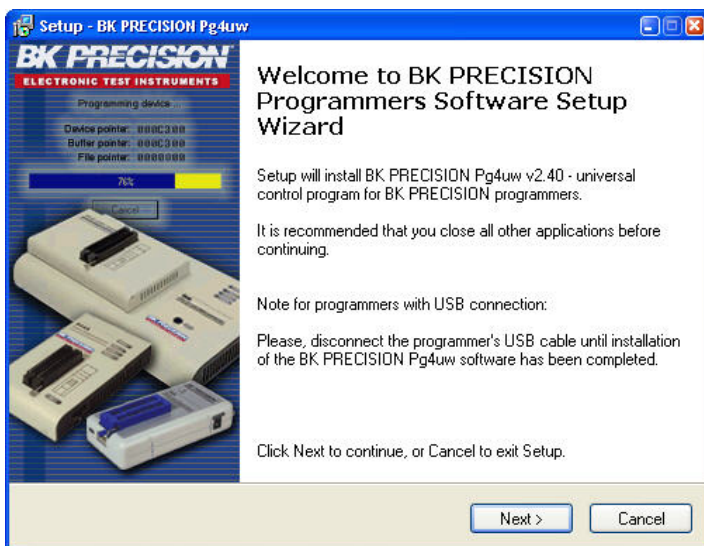 Setup - BK PRECISION Pg4uw
BK PRECISION
ELECTRONIC TEST INSTRUMENTS
Programming device ...
Device pointer: 000C300
Buffer pointer: 000C300
File pointer: 0000000
76%
Cancel
Welcome to BK PRECISION
Programmers Software Setup
Wizard
Setup will install BK PRECISION Pg4uw v2.40 - universal
control program for BK PRECISION programmers.
It is recommended that you close all other applications before
continuing.
Note for programmers with USB connection:
Please, disconnect the programmer's USB cable until installation
of the BK PRECISION Pg4uw software has been completed.
Click Next to continue, or Cancel to exit Setup.
Next >
Cancel